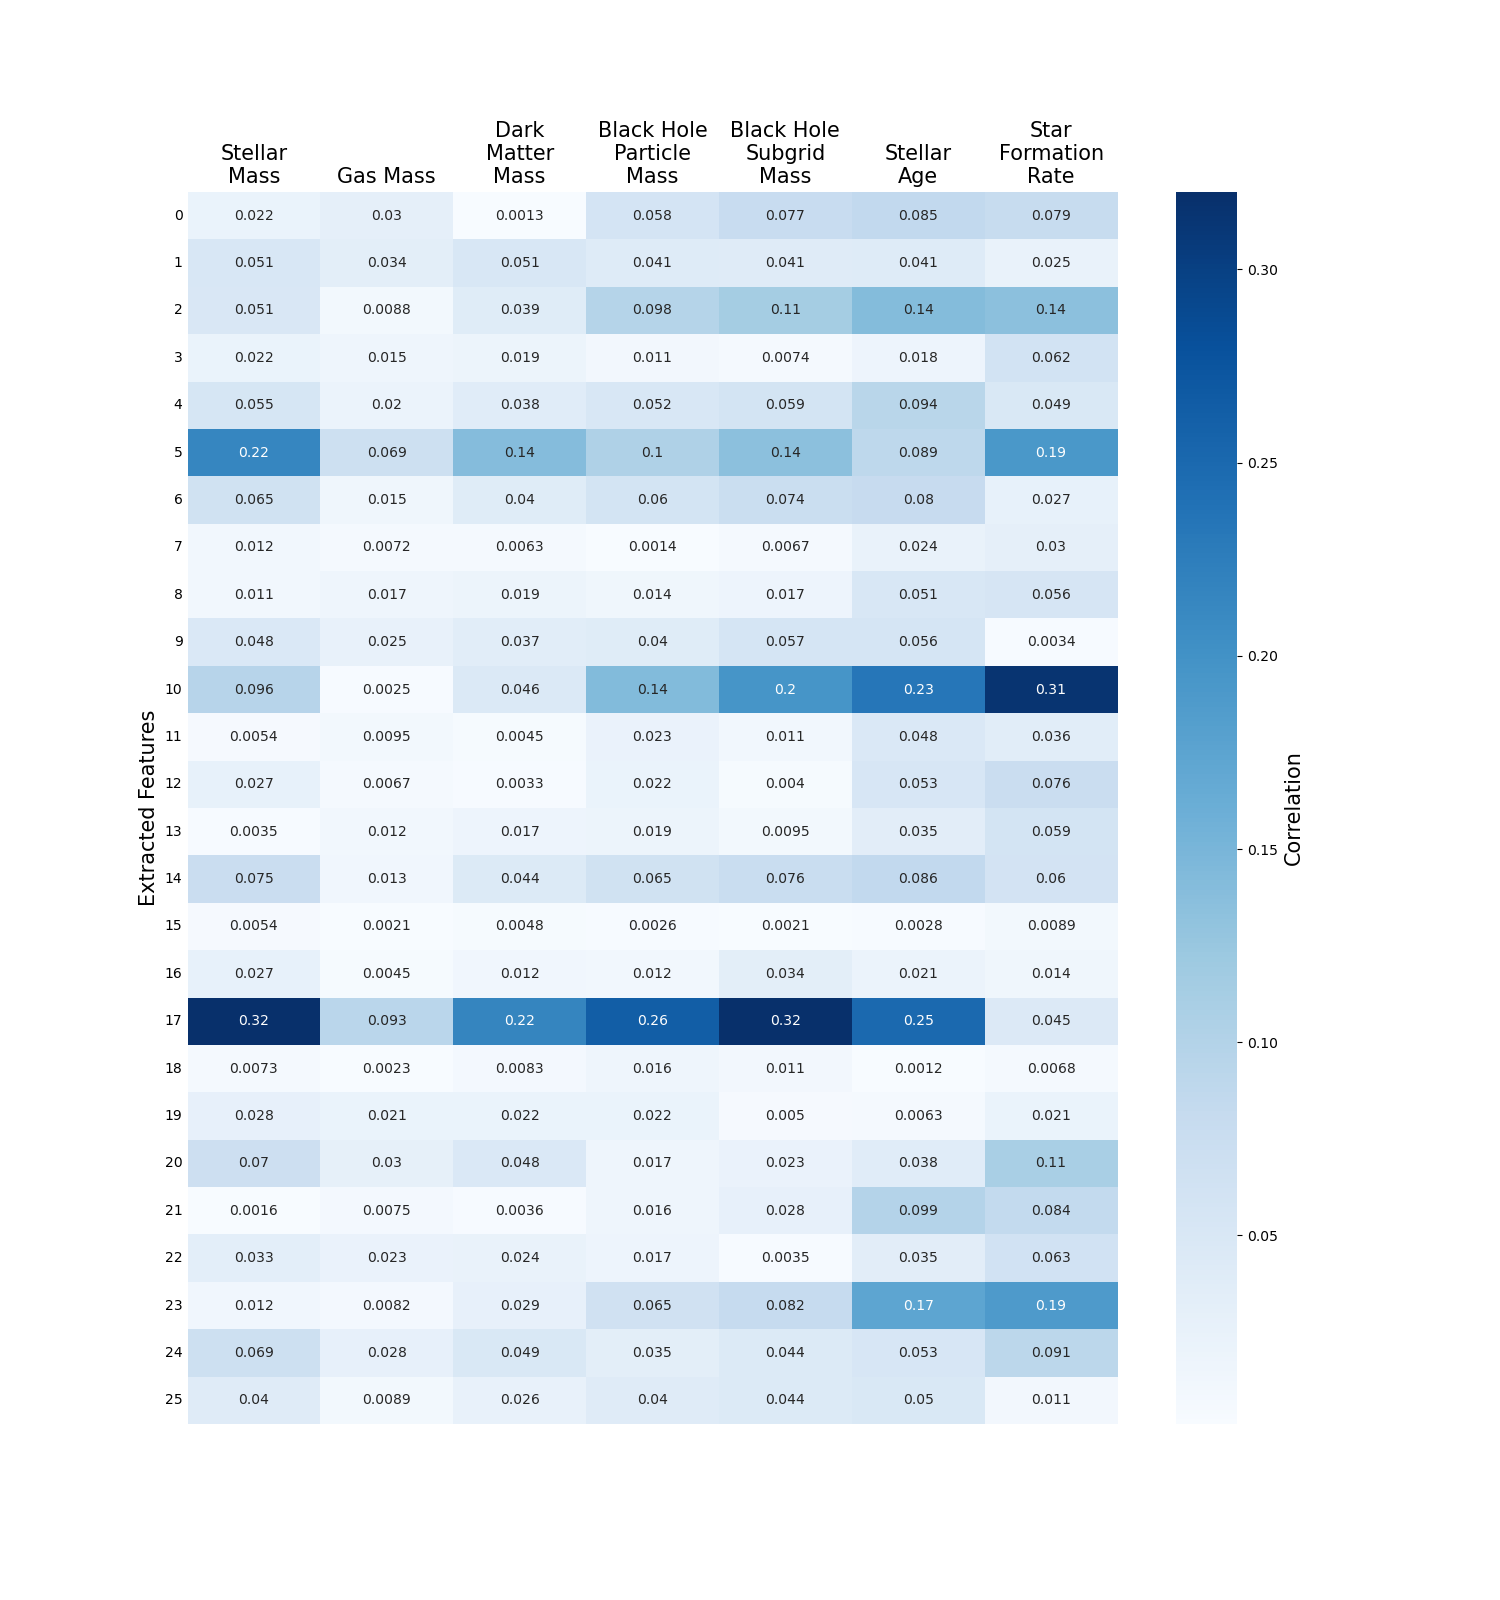 Stellar
Mass
Gas Mass
Dark
Matter
Mass
Black Hole
Particle
Mass
Black Hole
Subgrid
Mass
Stellar
Age
Star
Formation
Rate
0 0.022 0.03 0.0013 0.058 0.077 0.085 0.079
1 0.051 0.034 0.051 0.041 0.041 0.041 0.025
2 0.051 0.0088 0.039 0.098 0.11 0.14 0.14
3 0.022 0.015 0.019 0.011 0.0074 0.018 0.062
4 0.055 0.02 0.038 0.052 0.059 0.094 0.049
5 0.22 0.069 0.14 0.1 0.14 0.089 0.19
6 0.065 0.015 0.04 0.06 0.074 0.08 0.027
7 0.012 0.0072 0.0063 0.0014 0.0067 0.024 0.03
8 0.011 0.017 0.019 0.014 0.017 0.051 0.056
9 0.048 0.025 0.037 0.04 0.057 0.056 0.0034
10 0.096 0.0025 0.046 0.14 0.2 0.23 0.31
11 0.0054 0.0095 0.0045 0.023 0.011 0.048 0.036
12 0.027 0.0067 0.0033 0.022 0.004 0.053 0.076
13 0.0035 0.012 0.017 0.019 0.0095 0.035 0.059
14 0.075 0.013 0.044 0.065 0.076 0.086 0.06
15 0.0054 0.0021 0.0048 0.0026 0.0021 0.0028 0.0089
16 0.027 0.0045 0.012 0.012 0.034 0.021 0.014
17 0.32 0.093 0.22 0.26 0.32 0.25 0.045
18 0.0073 0.0023 0.0083 0.016 0.011 0.0012 0.0068
19 0.028 0.021 0.022 0.022 0.005 0.0063 0.021
20 0.07 0.03 0.048 0.017 0.023 0.038 0.11
21 0.0016 0.0075 0.0036 0.016 0.028 0.099 0.084
22 0.033 0.023 0.024 0.017 0.0035 0.035 0.063
23 0.012 0.0082 0.029 0.065 0.082 0.17 0.19
24 0.069 0.028 0.049 0.035 0.044 0.053 0.091
25 0.04 0.0089 0.026 0.04 0.044 0.05 0.011
Extracted Features
0.30
0.25
0.20
0.15
0.10
0.05
Correlation